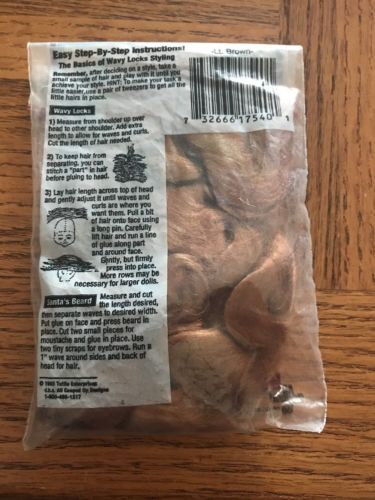 Easy Step-By-Step Instructions!
The Basics of Wavy Locks Styling
-Lt. Brown-
Remember, after deciding on a style, take a
small sample of hair and play with it until you
achieve your style. HINT: To make your task a
little easier, use a pair of tweezers to get all the
little hairs in place.
7 32666 17540 1
Wavy Locks
1) Measure from shoulder up over
head to other shoulder. Add extra
length to allow for waves and curls.
Cut the length of hair needed.
2) To keep hair from
separating, you can
stitch a "part" in hair
before gluing to head.
3) Lay hair length across top of head
and gently adjust it until waves and
curls are where you
want them. Pull a bit
of hair onto face using
a long pin. Carefully
lift hair and run a line
of glue along part
and around face.
Gently, but firmly
press into place.
More rows may be
necessary for larger dolls.
Santa's Beard
Measure and cut
the length desired,
then separate waves to desired width.
Put glue on face and press beard in
place. Cut two small pieces for
moustache and glue in place. Use
two tiny scraps for eyebrows. Run a
1" wave around sides and back of
head for hair.
© 1993 Tuttle Enterprises
d.b.a. All Cooped Up Designs